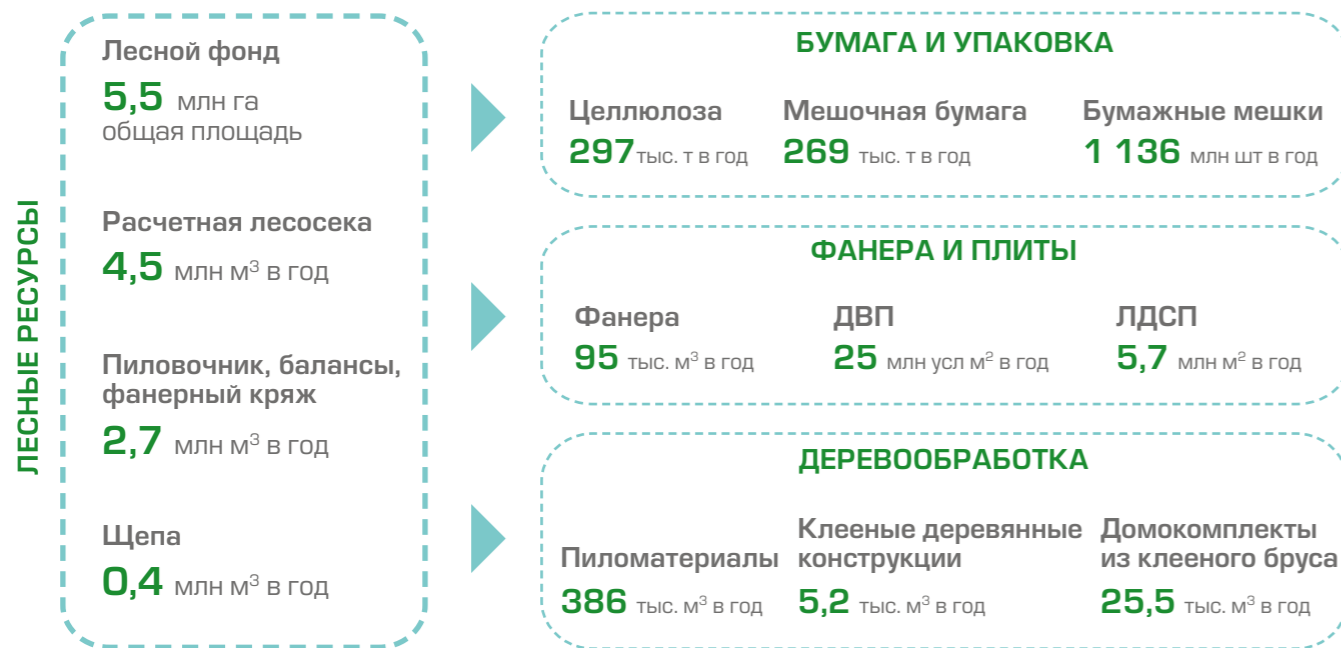 ЛЕСНЫЕ РЕСУРСЫ
Лесной фонд
5,5 млн га
общая площадь
Расчетная лесосека
4,5 млн м³ в год
Пиловочник, балансы,
фанерный кряж
2,7 млн м³ в год
Щепа
0,4 млн м³ в год
БУМАГА И УПАКОВКА
Целлюлоза
297 тыс. т в год
Мешочная бумага
269 тыс. т в год
Бумажные мешки
1 136 млн шт в год
ФАНЕРА И ПЛИТЫ
Фанера
95 тыс. м³ в год
ДВП
25 млн усл м² в год
ЛДСП
5,7 млн м² в год
ДЕРЕВООБРАБОТКА
Пиломатериалы
386 тыс. м³ в год
Клееные деревянные
конструкции
5,2 тыс. м³ в год
Домокомплекты
из клееного бруса
25,5 тыс. м³ в год